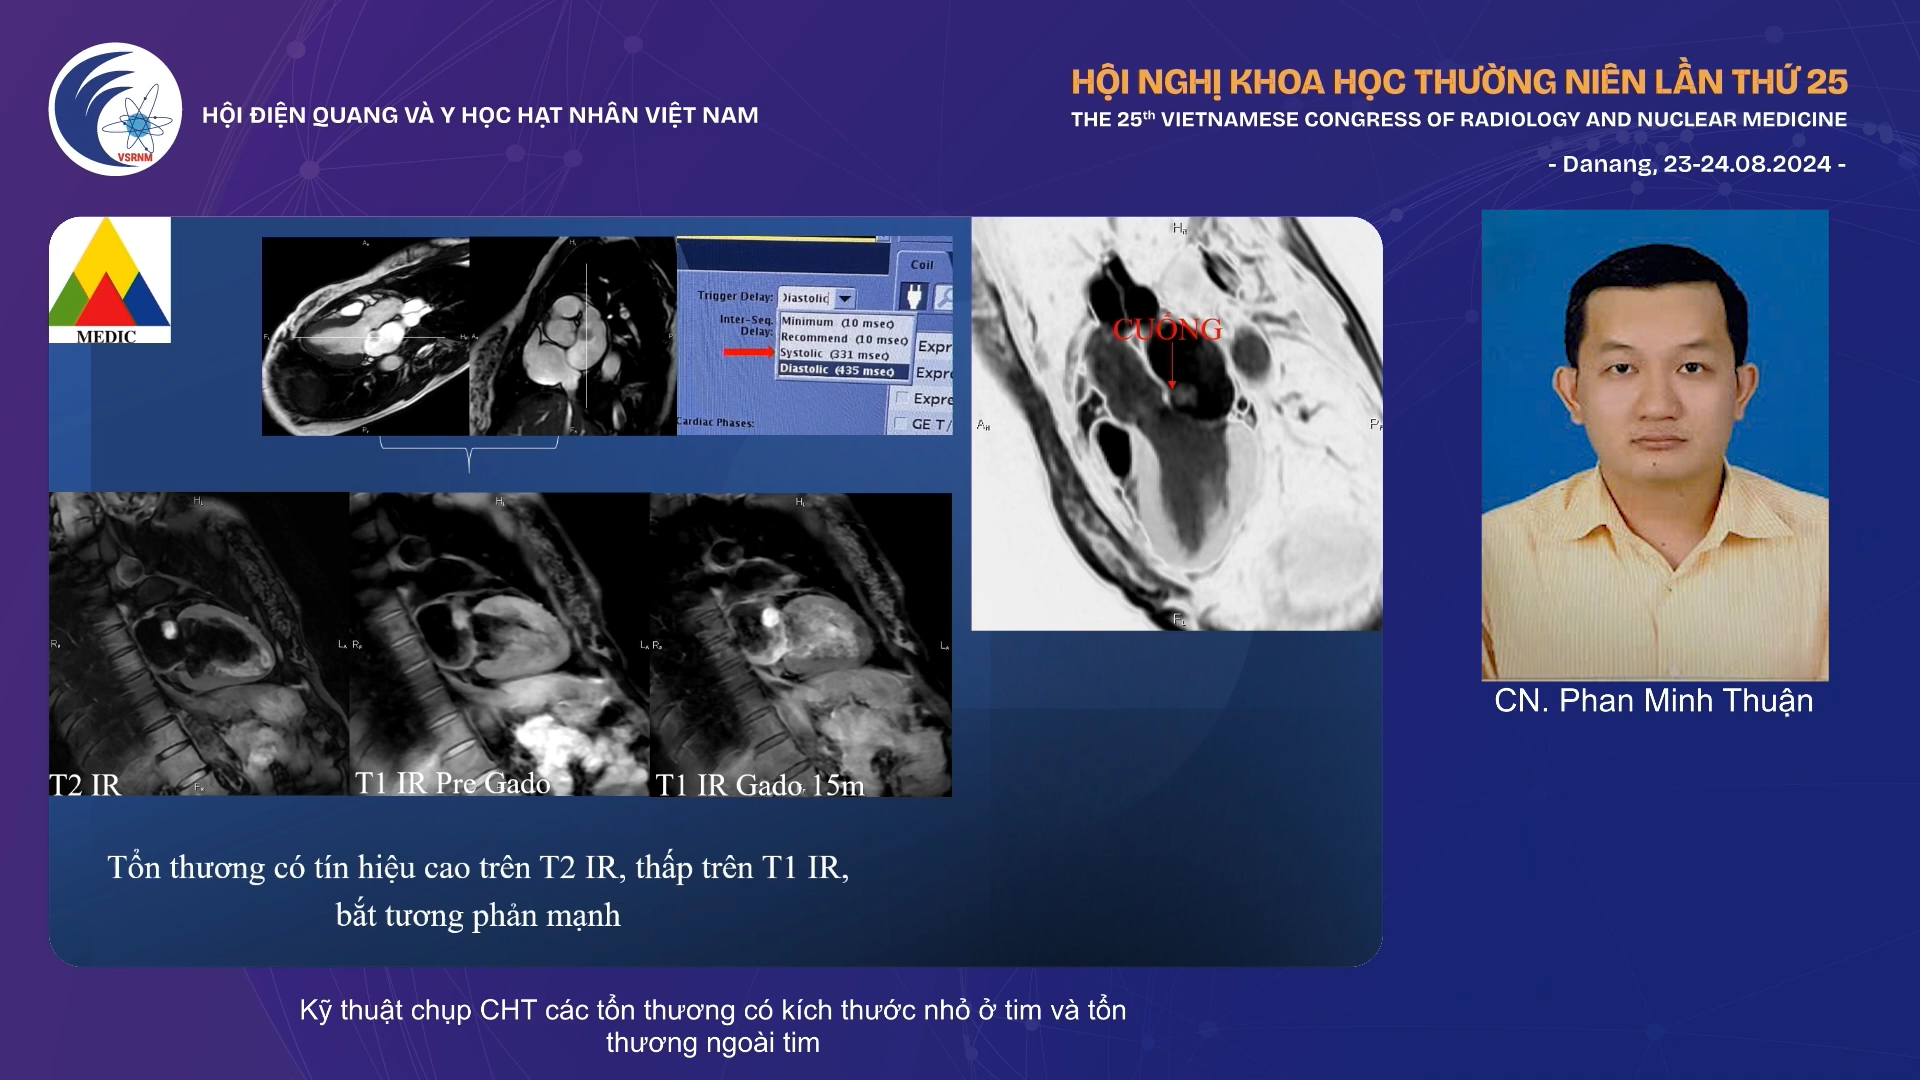 VSRNM
HỘI ĐIỆN QUANG VÀ Y HỌC HẠT NHÂN VIỆT NAM
HỘI NGHỊ KHOA HỌC THƯỜNG NIÊN LẦN THỨ 25
THE 25th VIETNAMESE CONGRESS OF RADIOLOGY AND NUCLEAR MEDICINE
- Danang, 23-24.08.2024 -
MEDIC
Coil
Trigger Delay:
Inter-Seq.
Delay:
Minimum (10 msec)
Recommend (10 msec)
Systolic (331 msec)
Diastolic (435 msec)
Expr
Expre
Expre
GE T/
Cardiac Phases:
CUỐNG
T2 IR
T1 IR Pre Gado
T1 IR Gado 15m
Tổn thương có tín hiệu cao trên T2 IR, thấp trên T1 IR,
bắt tương phản mạnh
CN. Phan Minh Thuận
Kỹ thuật chụp CHT các tổn thương có kích thước nhỏ ở tim và tổn
thương ngoài tim